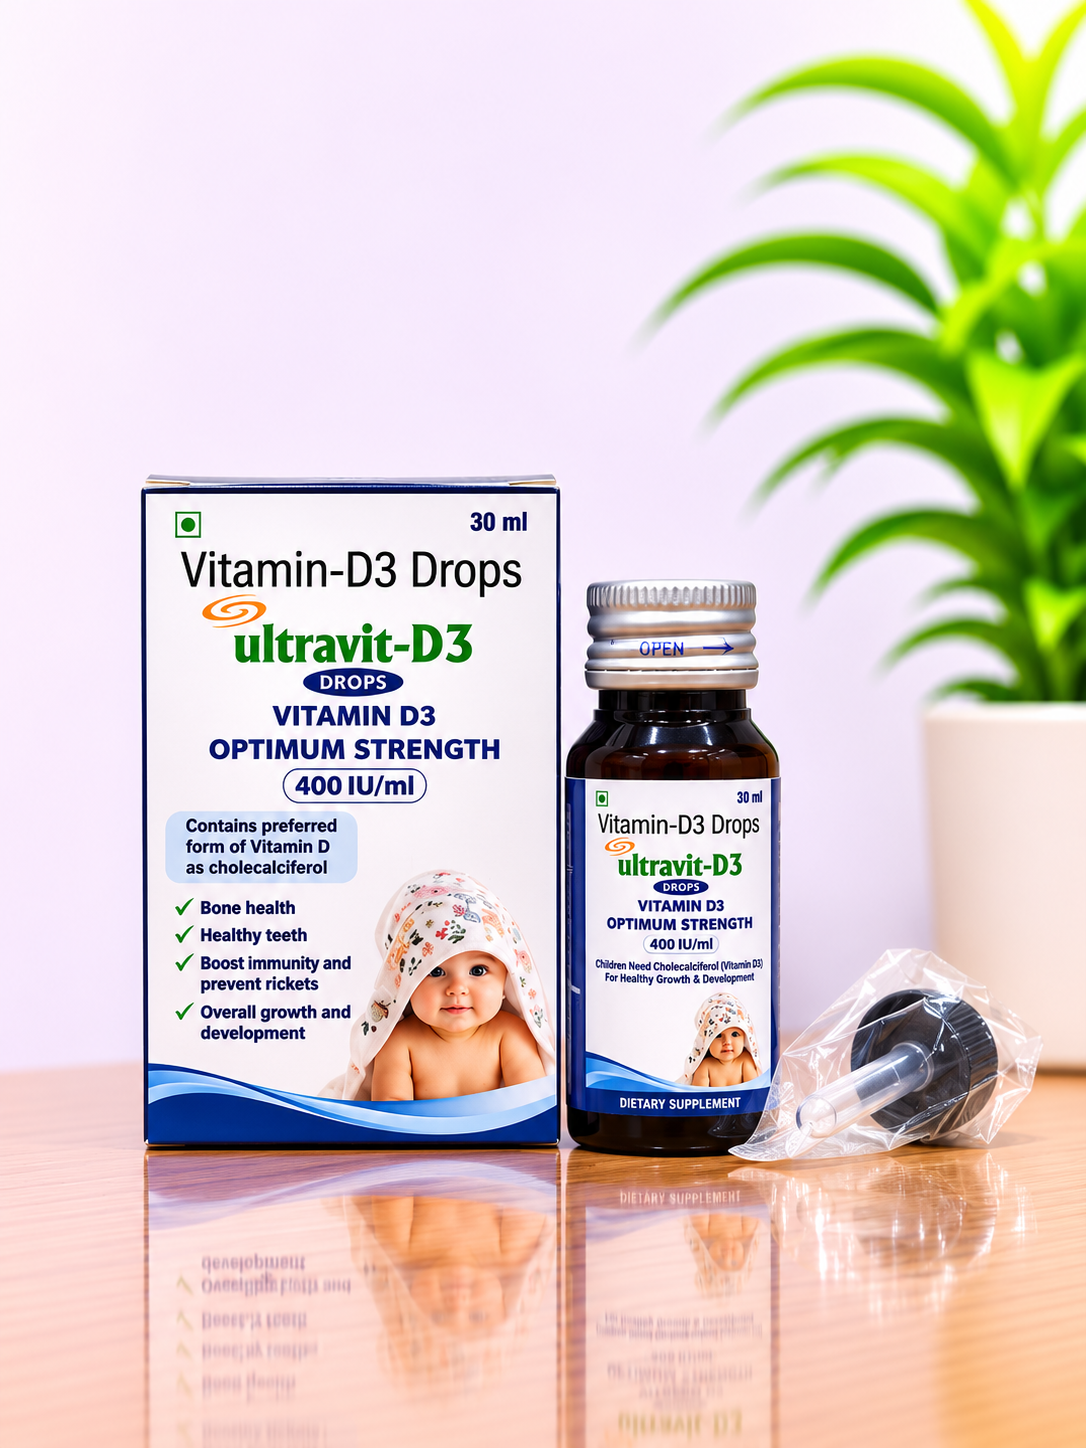 30 ml
Vitamin-D3 Drops
ultravit-D3
DROPS
VITAMIN D3
OPTIMUM STRENGTH
400 IU/ml
Contains preferred
form of Vitamin D
as cholecalciferol
Bone health
Healthy teeth
Boost immunity and
prevent rickets
Overall growth and
development
OPEN
30 ml
Vitamin-D3 Drops
ultravit-D3
DROPS
VITAMIN D3
OPTIMUM STRENGTH
400 IU/ml
Children Need Cholecalciferol (Vitamin D3)
For Healthy Growth & Development
DIETARY SUPPLEMENT